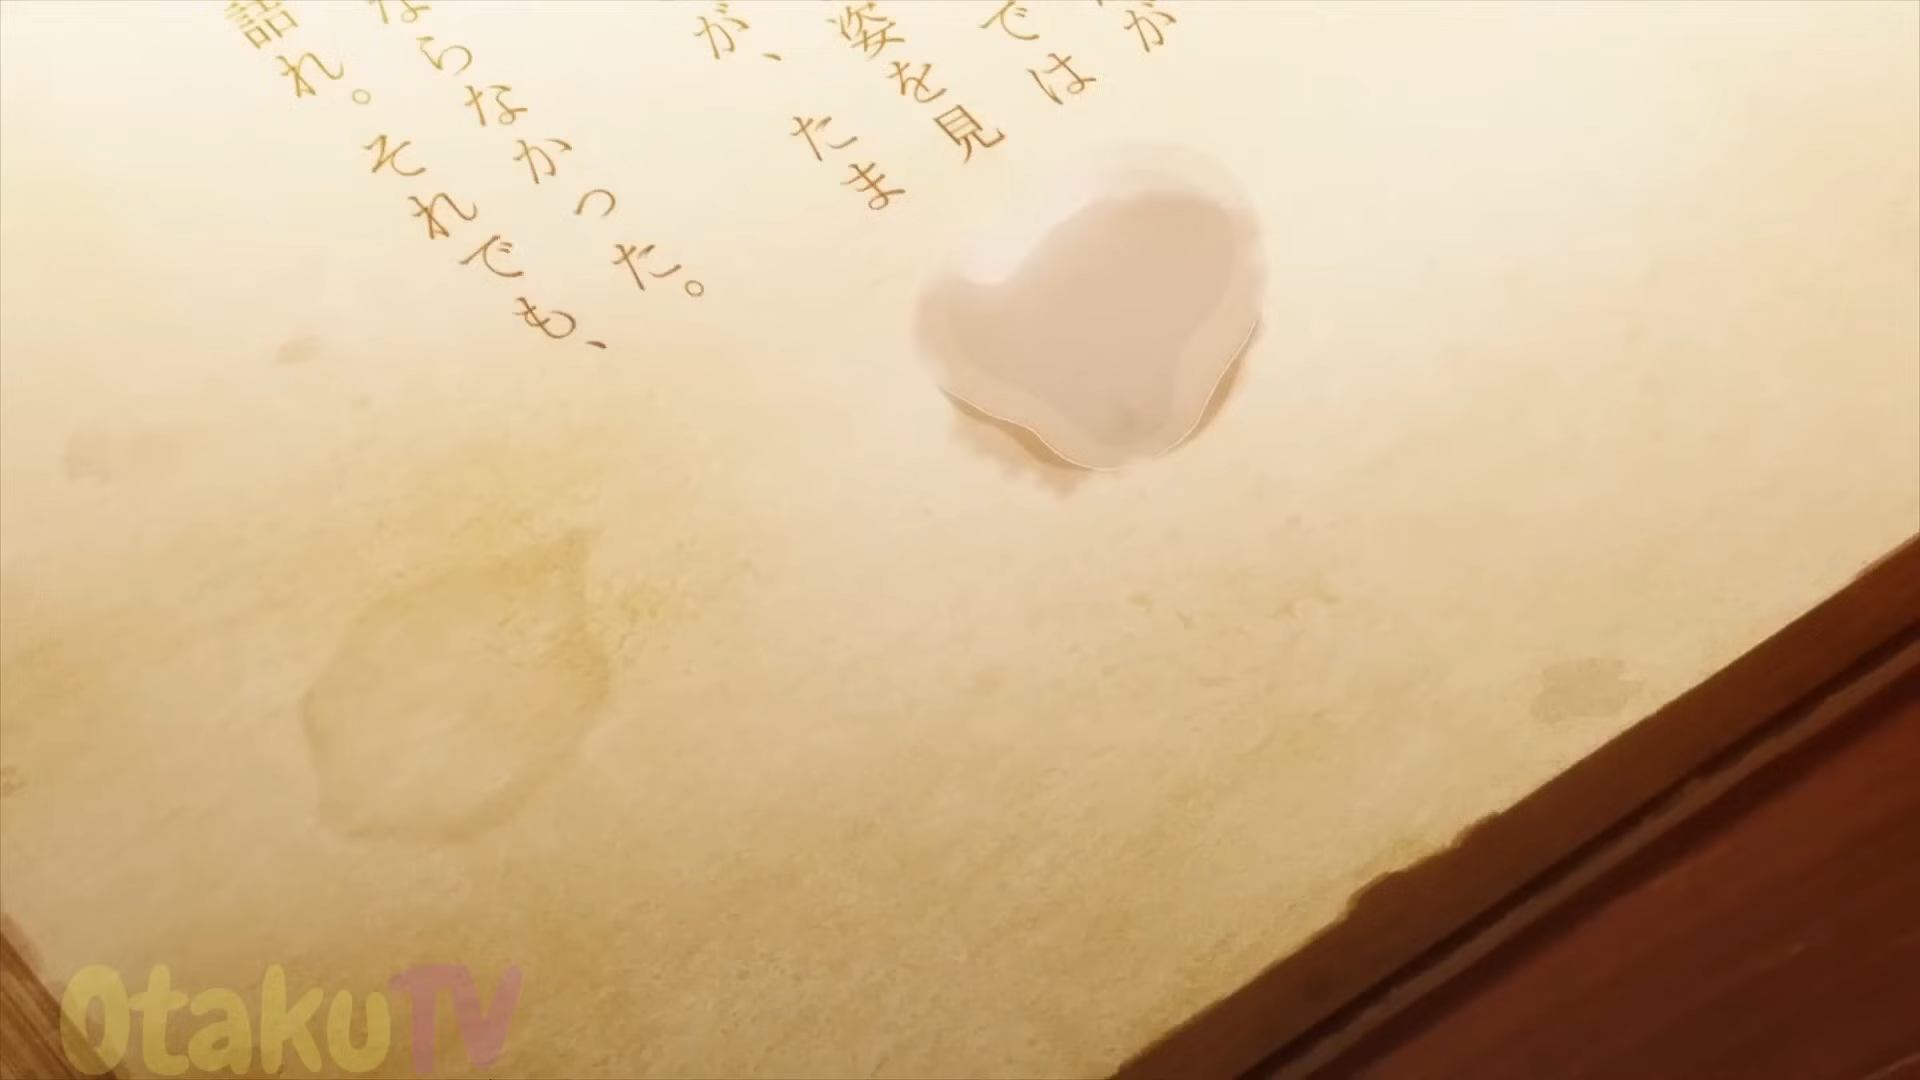 が
では
姿を見
が、たま
ならなかった。
詰れ。それでも、
OtakuTV